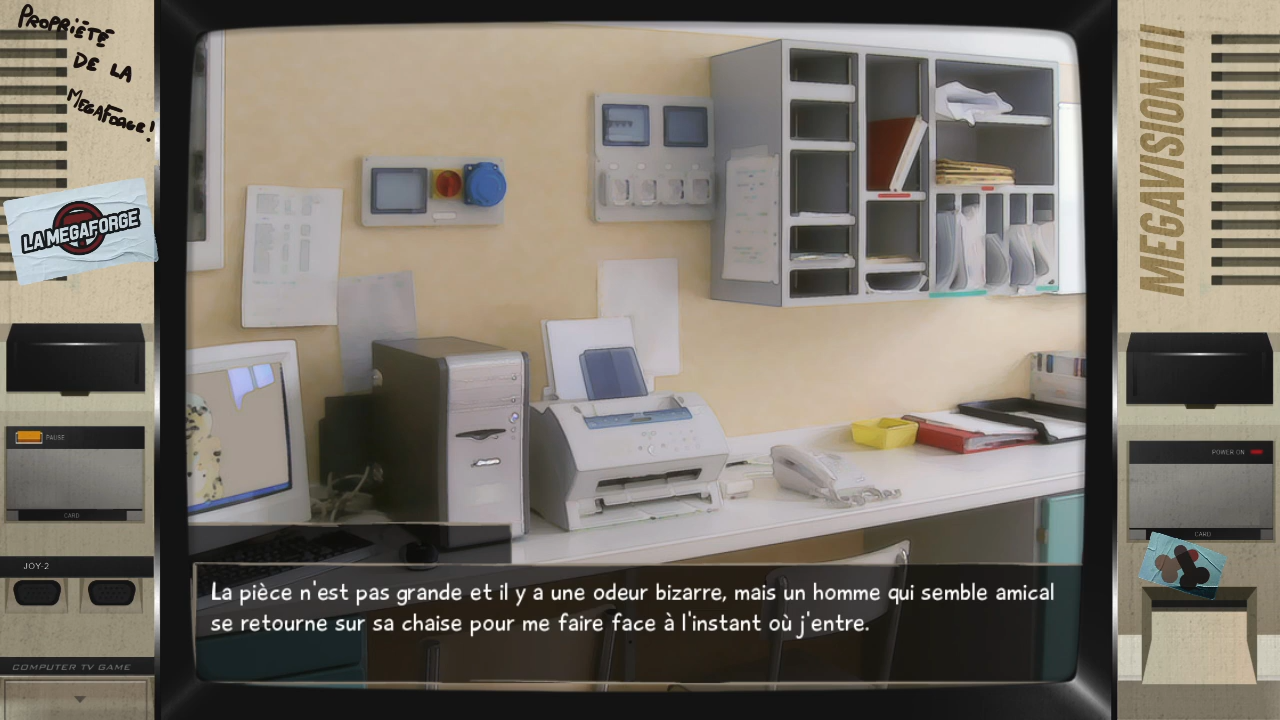 PROPRIÉTÉ
DE LA
MEGAFORGE!
LA MEGAFORGE
PAUSE
CARD
JOY-2
COMPUTER TV GAME
MEGAVISION III
POWER ON
CARD
La pièce n'est pas grande et il y a une odeur bizarre, mais un homme qui semble amical
se retourne sur sa chaise pour me faire face à l'instant où j'entre.